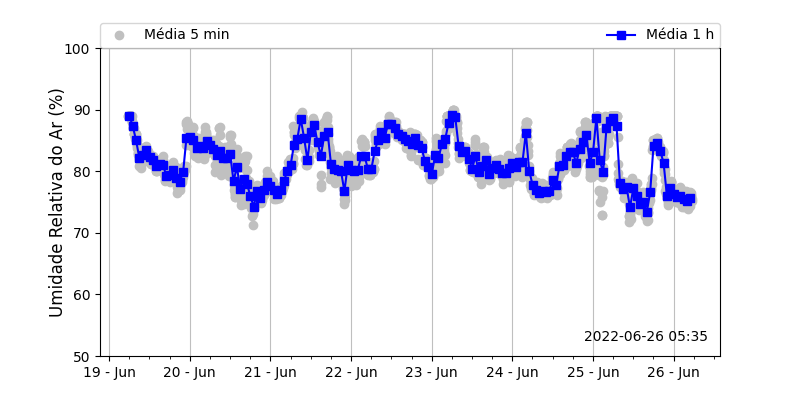 Média 5 min
Média 1 h
Umidade Relativa do Ar (%)
100
90
80
70
60
50
2022-06-26 05:35
19 - Jun
20 - Jun
21 - Jun
22 - Jun
23 - Jun
24 - Jun
25 - Jun
26 - Jun